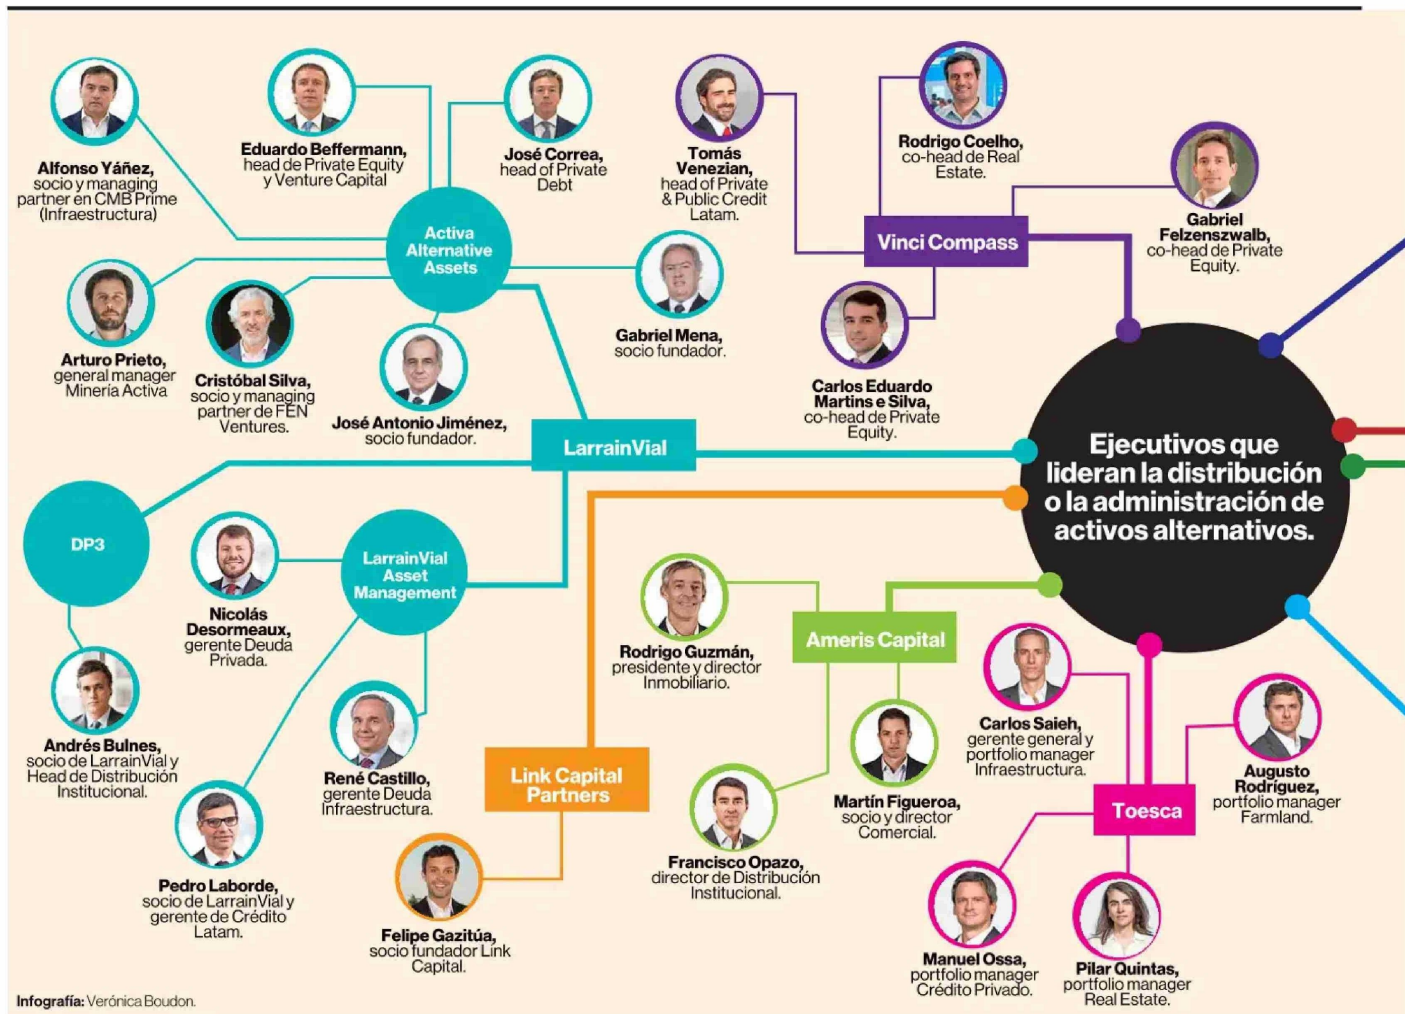 Alfonso Yáñez,
socio y managing
partner en CMB Prime
(Infraestructura)
Eduardo Beffermann,
head de Private Equity
y Venture Capital
José Correa,
head of Private
Debt
Tomás
Venezian,
head of Private
& Public Credit
Latam.
Rodrigo Coelho,
co-head de Real
Estate.
Gabriel
Felzenszwalb,
co-head de Private
Equity.
Activa
Alternative
Assets
Vinci Compass
Arturo Prieto,
general manager
Minería Activa
Cristóbal Silva,
socio y managing
partner de FEN
Ventures.
José Antonio Jiménez,
socio fundador.
Gabriel Mena,
socio fundador.
Carlos Eduardo
Martins e Silva,
co-head de Private
Equity.
LarrainVial
Ejecutivos que
lideran la distribución
o la administración de
activos alternativos.
DP3
LarrainVial
Asset
Management
Nicolás
Desormeaux,
gerente Deuda
Privada.
Rodrigo Guzmán,
presidente y director
Inmobiliario.
Ameris Capital
Andrés Bulnes,
socio de LarrainVial y
Head de Distribución
Institucional.
René Castillo,
gerente Deuda
Infraestructura.
Link Capital
Partners
Carlos Saieh,
gerente general y
portfolio manager
Infraestructura.
Augusto
Rodríguez,
portfolio manager
Farmland.
Martín Figueroa,
socio y director
Comercial.
Toesca
Pedro Laborde,
socio de LarrainVial y
gerente de Crédito
Latam.
Francisco Opazo,
director de Distribución
Institucional.
Felipe Gazitúa,
socio fundador Link
Capital.
Manuel Ossa,
portfolio manager
Crédito Privado.
Pilar Quintas,
portfolio manager
Real Estate.
Infografía: Verónica Boudon.